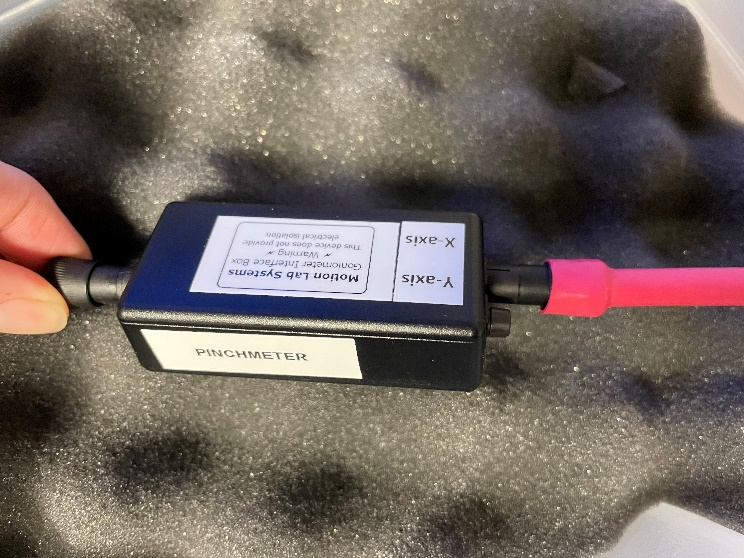 Motion Lab Systems
Goniometer Interface Box
⚡ Warning ⚡
This device does not provide
electrical isolation
Y-axis
X-axis
PINCHMETER